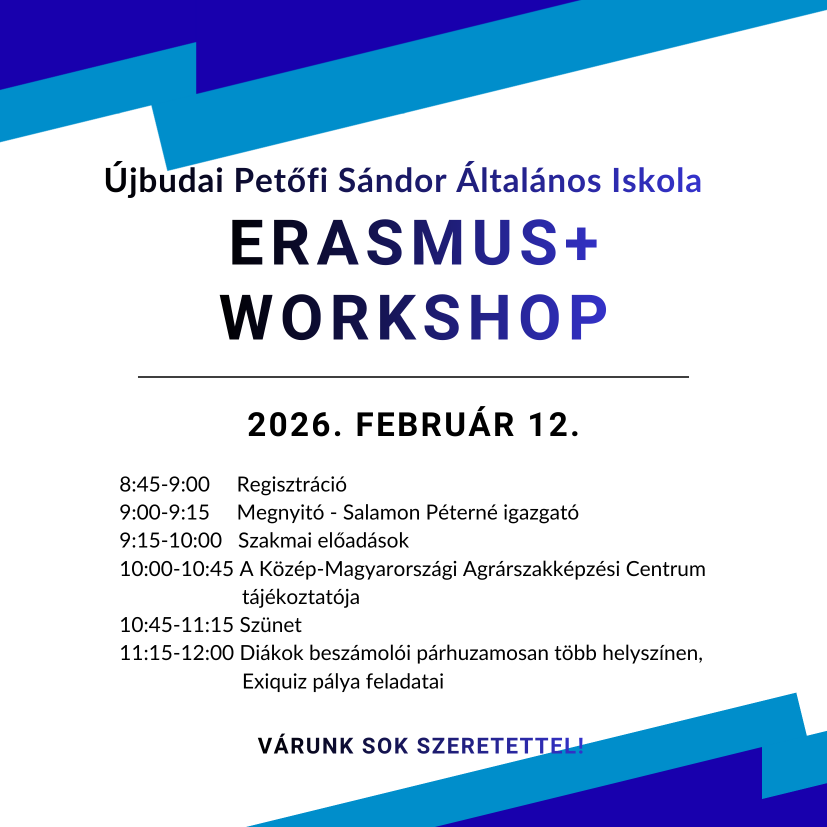 Újbudai Petőfi Sándor Általános Iskola
ERASMUS+
WORKSHOP
2026. FEBRUÁR 12.
8:45-9:00 Regisztráció
9:00-9:15 Megnyitó - Salamon Péterné igazgató
9:15-10:00 Szakmai előadások
10:00-10:45 A Közép-Magyarországi Agrárszakképzési Centrum
tájékoztatója
10:45-11:15 Szünet
11:15-12:00 Diákok beszámolói párhuzamosan több helyszínen,
Exiquiz pálya feladatai
VÁRUNK SOK SZERETETTEL!